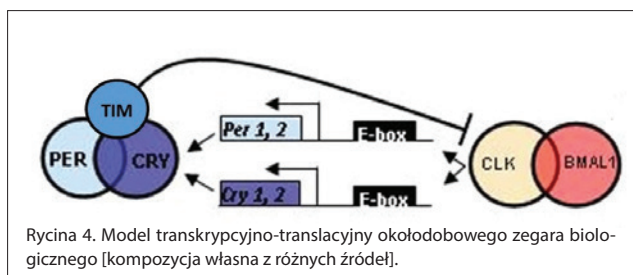 TIM
PER CRY
Per 1, 2 E-box
Cry 1, 2 E-box
CLK BMAL1
Rycina 4. Model transkrypcyjno-translacyjny okołodobowego zegara biolo-
gicznego [kompozycja własna z różnych źródeł].